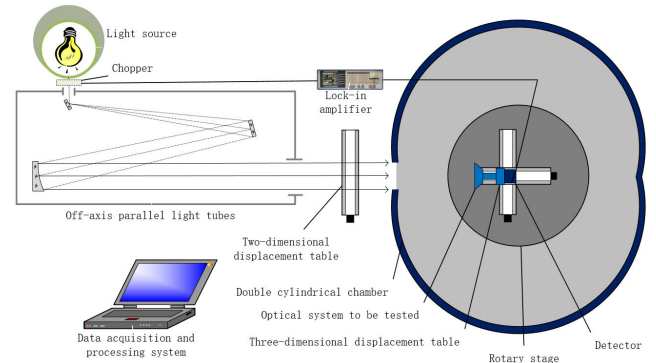 Light source
Chopper
Lock-in
amplifier
Off-axis parallel light tubes
Two-dimensional
displacement table
Double cylindrical chamber
Optical system to be tested
Three-dimensional displacement table
Detector
Rotary stage
Data acquisition and
processing system